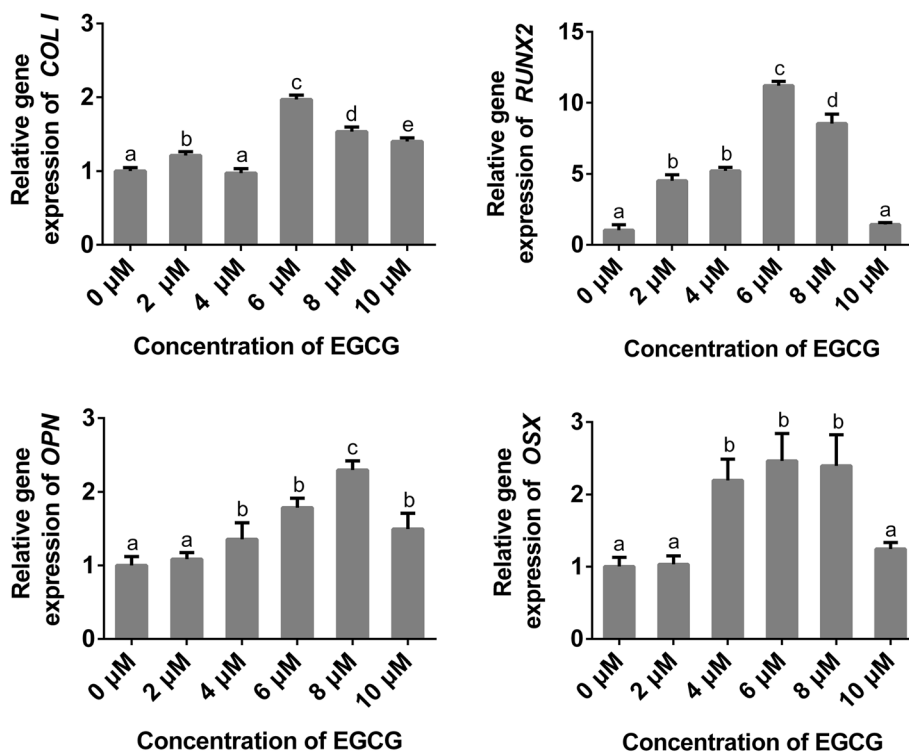 Relative gene
expression of COL I
3
2
1
0
a
b
a
c
d
e
0 µM
2 µM
4 µM
6 µM
8 µM
10 µM
Concentration of EGCG
Relative gene
expression of RUNX2
15
10
5
0
a
b
b
c
d
a
0 µM
2 µM
4 µM
6 µM
8 µM
10 µM
Concentration of EGCG
Relative gene
expression of OPN
3
2
1
0
a
a
b
b
c
b
0 µM
2 µM
4 µM
6 µM
8 µM
10 µM
Concentration of EGCG
Relative gene
expression of OSX
3
2
1
0
a
a
b
b
b
a
0 µM
2 µM
4 µM
6 µM
8 µM
10 µM
Concentration of EGCG